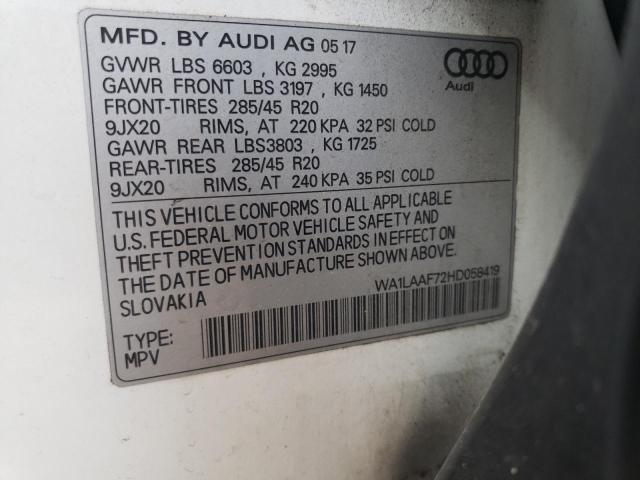 MFD. BY AUDI AG 05 17
GVWR LBS 6603 , KG 2995
GAWR FRONT LBS 3197 , KG 1450
FRONT-TIRES 285/45 R20
9JX20 RIMS, AT 220 KPA 32 PSI COLD
GAWR REAR LBS3803 , KG 1725
REAR-TIRES 285/45 R20
9JX20 RIMS, AT 240 KPA 35 PSI COLD
Audi
THIS VEHICLE CONFORMS TO ALL APPLICABLE
U.S. FEDERAL MOTOR VEHICLE SAFETY AND
THEFT PREVENTION STANDARDS IN EFFECT ON
THE DATE OF MANUFACTURE SHOWN ABOVE.
SLOVAKIA
WA1LAAF72HD058419
TYPE:
MPV